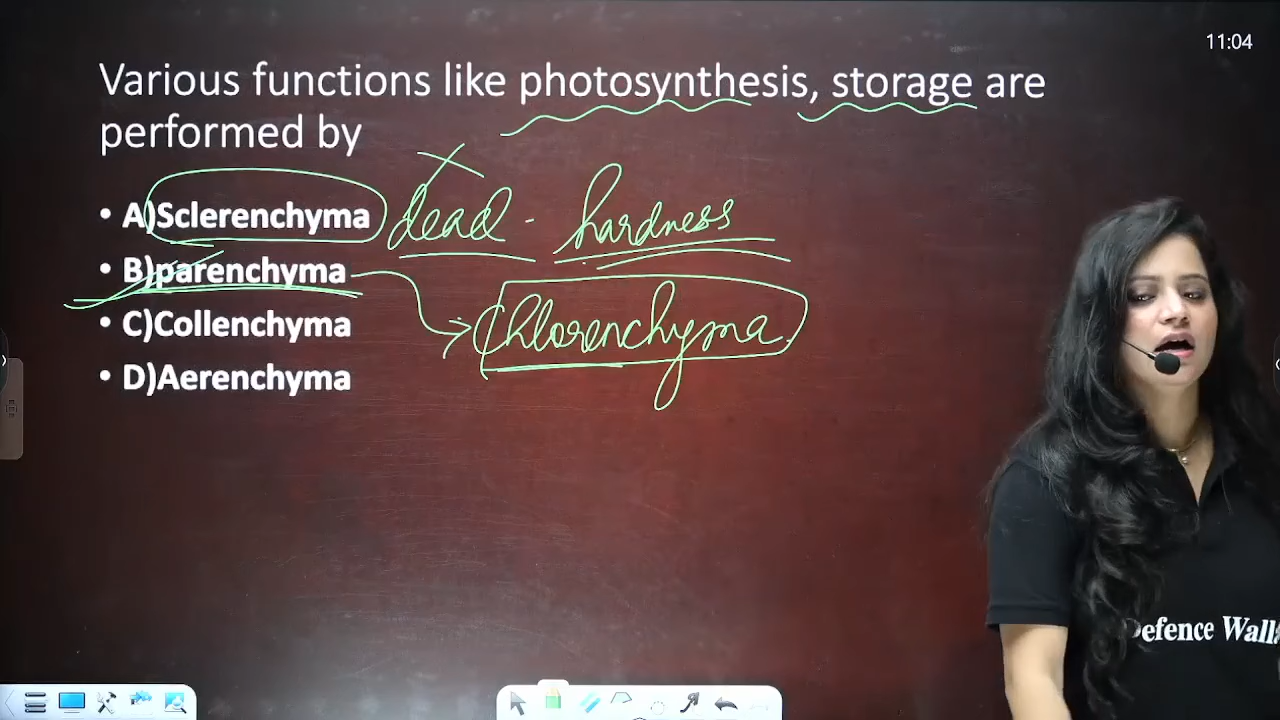 11:04
Various functions like photosynthesis, storage are
performed by
• A)Sclerenchyma dead - hardness
• B)parenchyma
Chlorenchyma
• C)Collenchyma
• D)Aerenchyma
Defence Wall